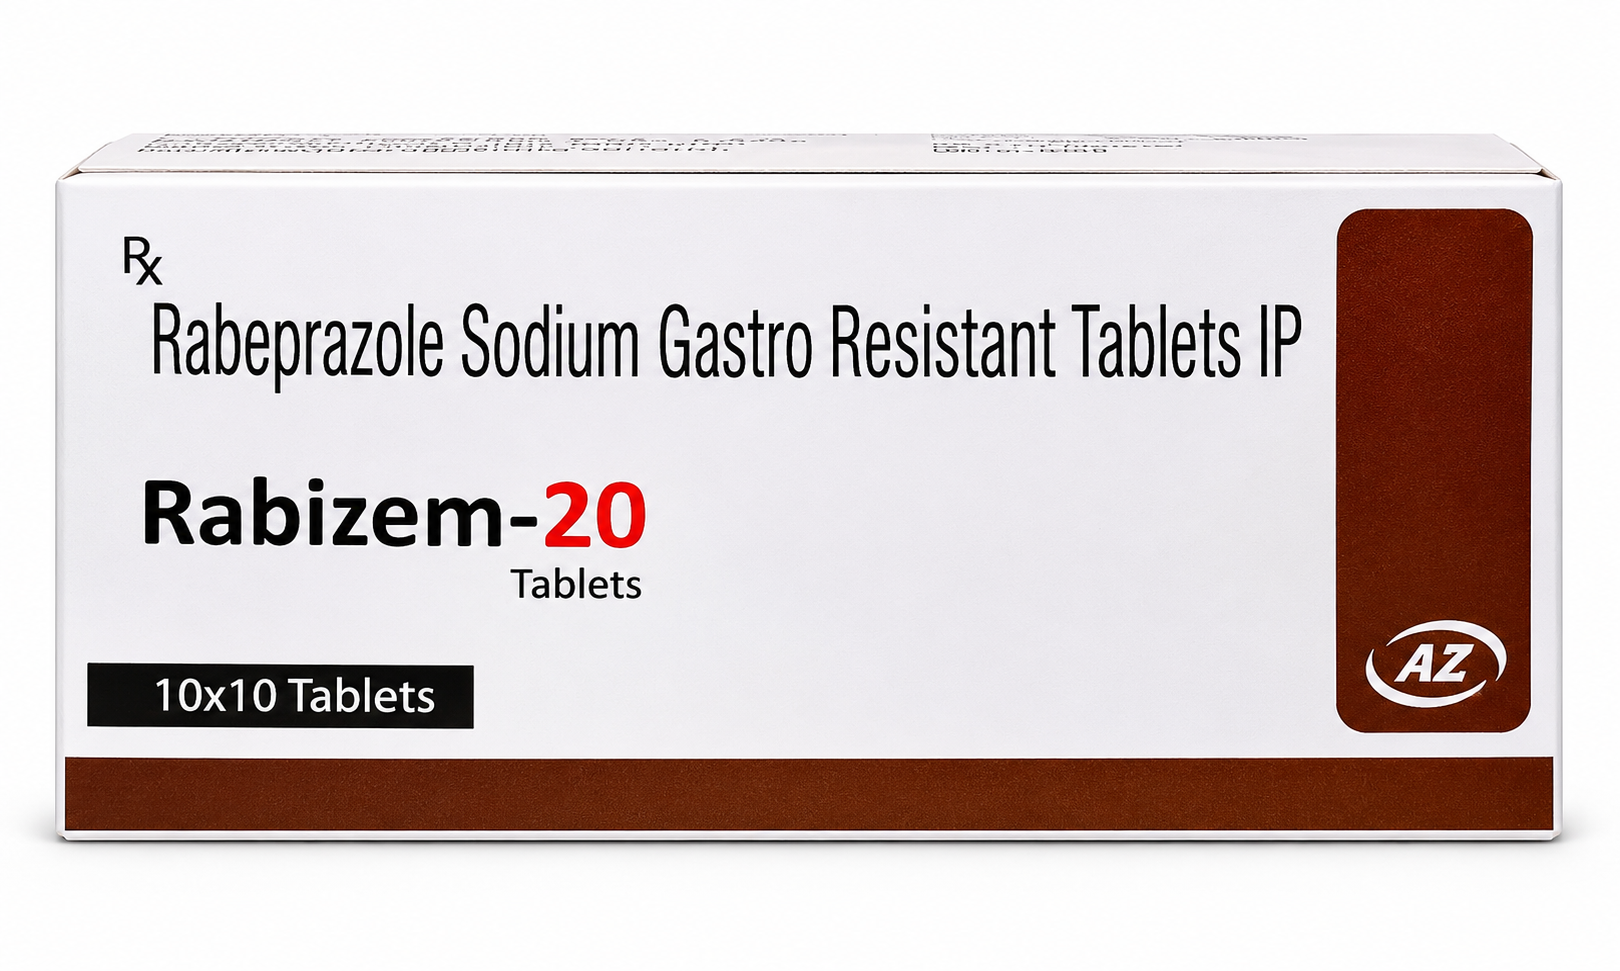 Rx
Rabeprazole Sodium Gastro Resistant Tablets IP
Rabizem-20
Tablets
10x10 Tablets
AZ